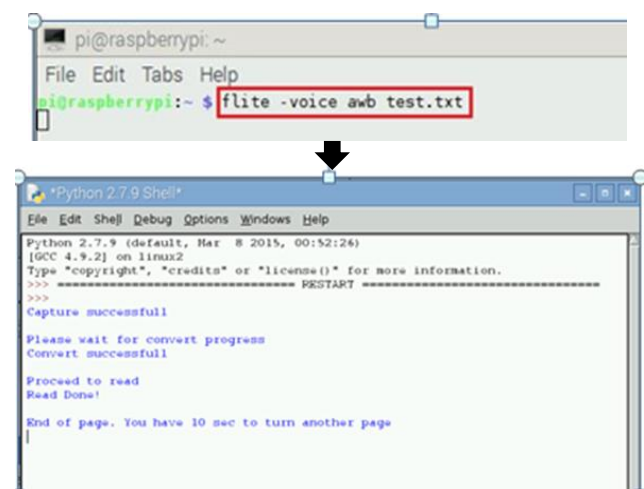 pi@raspberrypi: ~
File Edit Tabs Help
pi@raspberrypi:~ $ flite -voice awb test.txt
*Python 2.7.9 Shell*
File Edit Shell Debug Options Windows Help
Python 2.7.9 (default, Mar  8 2015, 00:52:26)
[GCC 4.9.2] on linux2
Type "copyright", "credits" or "license()" for more information.
>>> ================================ RESTART ================================
>>>
Capture successfull
Please wait for convert progress
Convert successfull
Proceed to read
Read Done!
End of page. You have 10 sec to turn another page